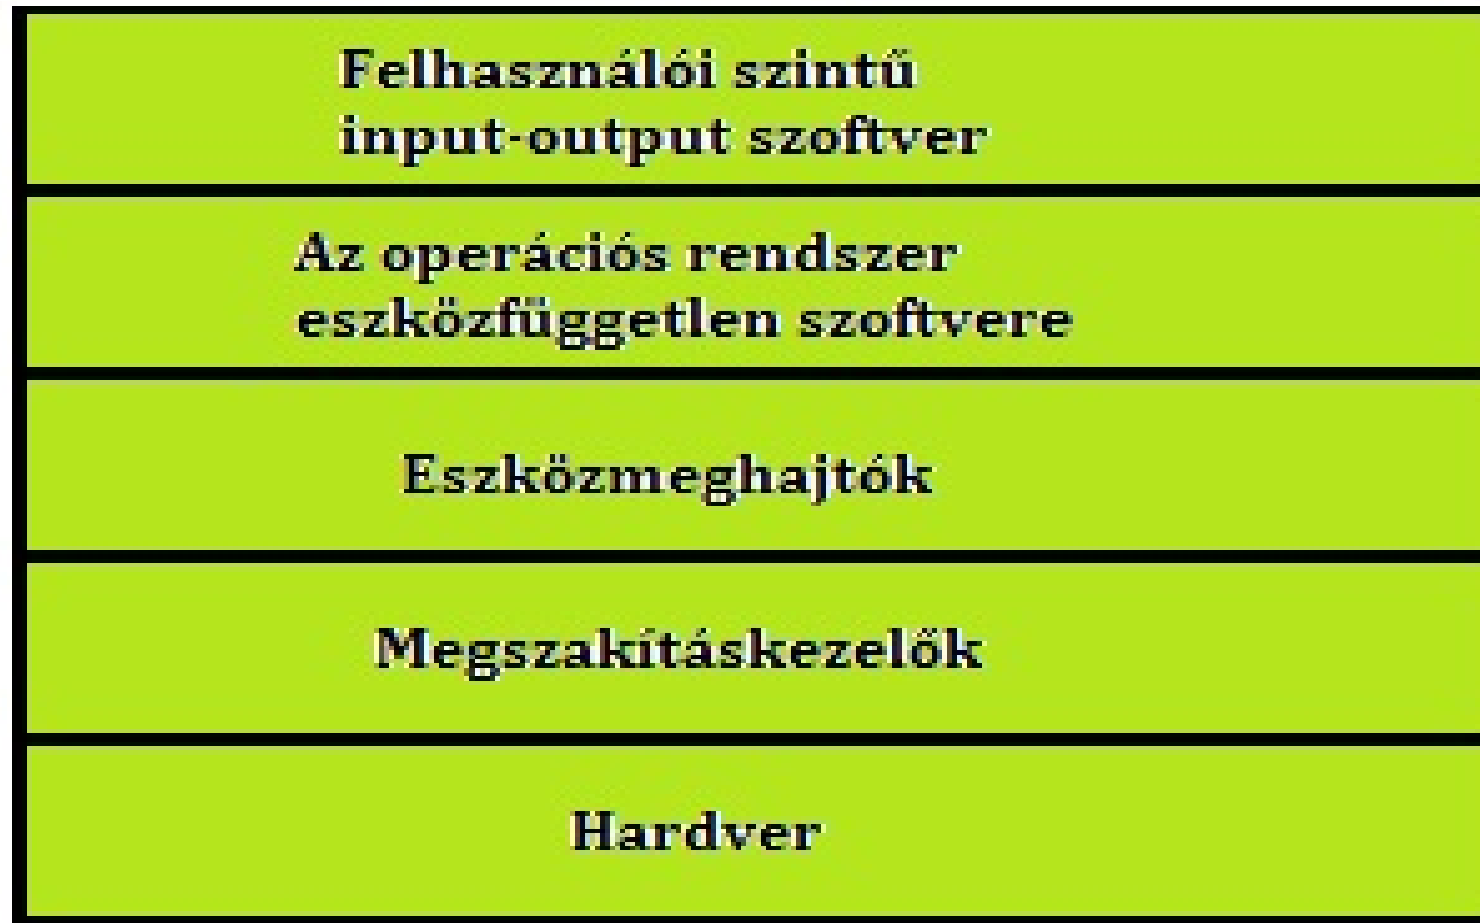 Felhasználói szintű
input-output szoftver
Az operációs rendszer
eszközfüggetlen szoftvere
Eszközmeghajtók
Megszakításkezelők
Hardver